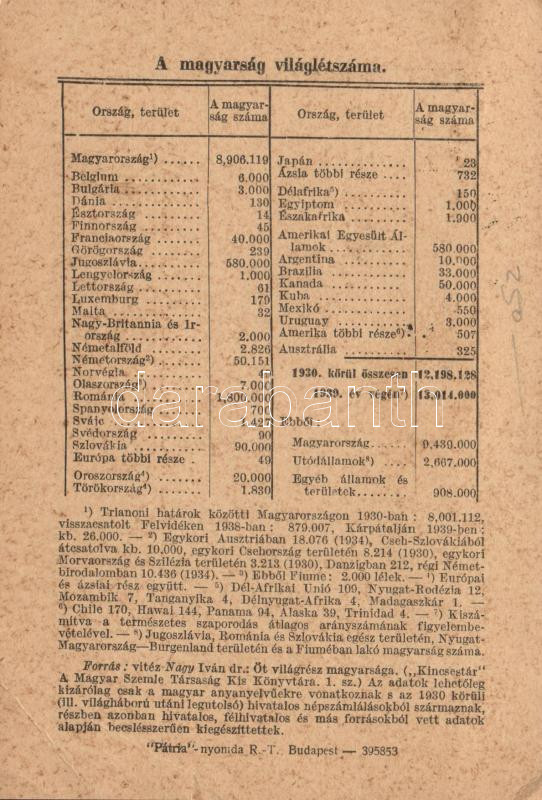 A magyarság világlétszáma.
Ország, terület
A magyar-
ság száma
Magyarország¹) ...... 8,906.119
Belgium ............ 6.000
Bulgária ............ 3.000
Dánia .............. 130
Észtország .......... 14
Finnország .......... 45
Franciaország ........ 40.000
Görögország ........ 239
Jugoszlávia .......... 580.000
Lengyelország ........ 1.000
Lettország .......... 61
Luxemburg .......... 179
Malta .............. 32
Nagy-Britannia és Ir-
ország ............ 2.000
Németalföld ........ 2.826
Németország²) ...... 50.151
Norvégia
Olaszország³) ...... 7.000
Románia
Spanyolország
Svájc
Svédország .......... 90
Szlovákia .......... 90.000
Európa többi része .. 49
Oroszország⁴) ...... 20.000
Törökország⁴) ...... 1.830
Ország, terület
A magyar-
ság száma
Japán .............. 23
Ázsia többi része .... 732
Délafrika⁵) .......... 150
Egyiptom .......... 1.000
Északafrika ........ 1.900
Amerikai Egyesült Ál-
lamok ............ 580.000
Argentina .......... 10.000
Brazilia ............ 33.000
Kanada ............ 50.000
Kuba .............. 4.000
Mexikó ............ 550
Uruguay ............ 3.000
Amerika többi része⁶). 507
Ausztrália .......... 325
1930. körül összesen 12,198.128
1939. év végén⁷) 13,014.000
Ebből:
Magyarország ...... 9,439.000
Utódállamok⁸) .... 2,667.000
Egyéb államok és
területek........ 908.000
¹) Trianoni határok közötti Magyarországon 1930-ban: 8,001.112,
visszacsatolt Felvidéken 1938-ban: 879.007, Kárpátalján 1939-ben:
kb. 26.000. — ²) Egykori Ausztriában 18.076 (1934), Cseh-Szlovákiából
átcsatolva kb. 10.000, egykori Csehország területén 8.214 (1930), egykori
Morvaország és Szilézia területén 3.213 (1930), Danzigban 212, régi Német-
birodalomban 10.436 (1934). — ³) Ebből Fiume: 2.000 lélek. — ⁴) Európai
és ázsiai rész együtt. — ⁵) Dél-Afrikai Unió 109, Nyugat-Rodézia 12,
Mozambik 7, Tanganyika 4, Délnyugat-Afrika 4, Madagaszkár 1. —
⁶) Chile 170, Hawai 144, Panama 94, Alaska 39, Trinidad 4. — ⁷) Kiszá-
mítva a természetes szaporodás átlagos arányszámának figyelembe-
vételével. — ⁸) Jugoszlávia, Románia és Szlovákia egész területén, Nyugat-
Magyarország—Burgenland területén és a Fiuméban lakó magyarság száma.
Forrás: vitéz Nagy Iván dr.: Öt világrész magyarsága. („Kincsestár"
A Magyar Szemle Társaság Kis Könyvtára. 1. sz.) Az adatok lehetőleg
kizárólag csak a magyar anyanyelvűekre vonatkoznak s az 1930 körüli
(ill. világháború utáni legutolsó) hivatalos népszámlálásokból származnak,
részben azonban hivatalos, félhivatalos és más forrásokból vett adatok
alapján becslésszerűen kiegészíttettek.
"Pátria"-nyomda R.-T. Budapest — 395853
darabanth